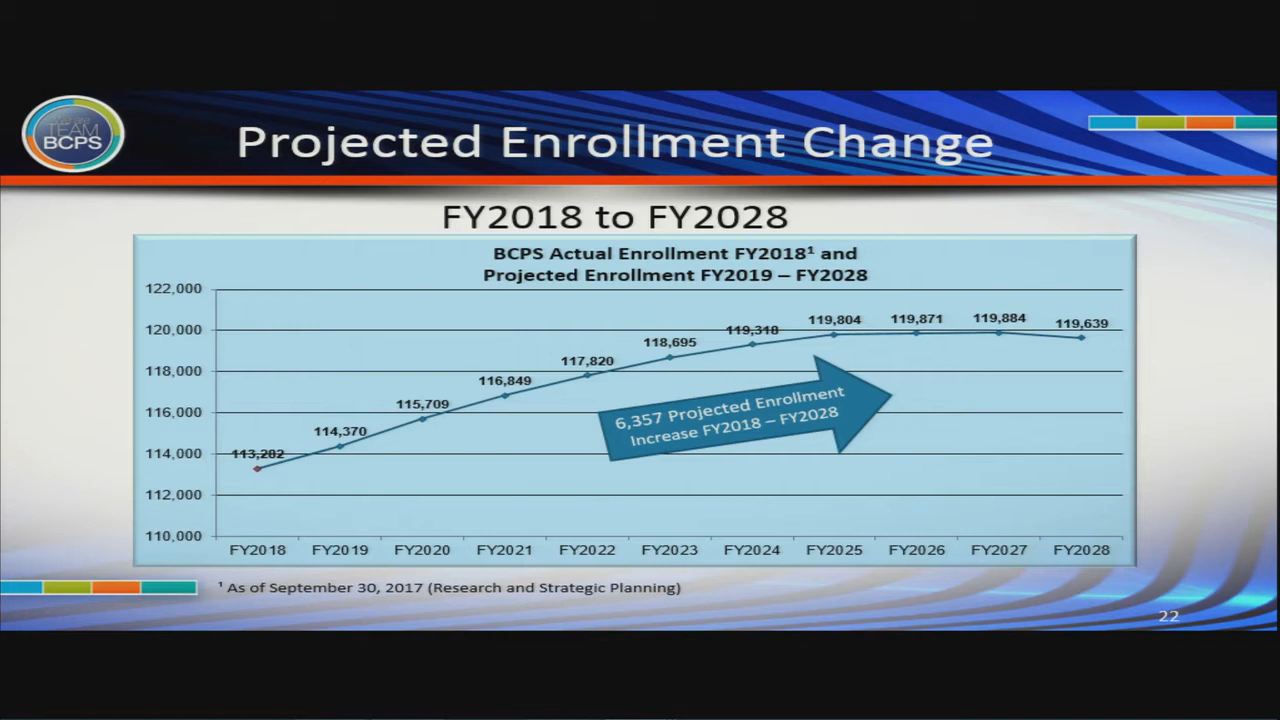 TEAM
BCPS
Projected Enrollment Change
FY2018 to FY2028
BCPS Actual Enrollment FY2018¹ and
Projected Enrollment FY2019 – FY2028
122,000
120,000
118,000
116,000
114,000
112,000
110,000
113,282
114,370
115,709
116,849
117,820
118,695
119,318
119,804
119,871
119,884
119,639
6,357 Projected Enrollment
Increase FY2018 – FY2028
FY2018 FY2019 FY2020 FY2021 FY2022 FY2023 FY2024 FY2025 FY2026 FY2027 FY2028
¹ As of September 30, 2017 (Research and Strategic Planning)
22